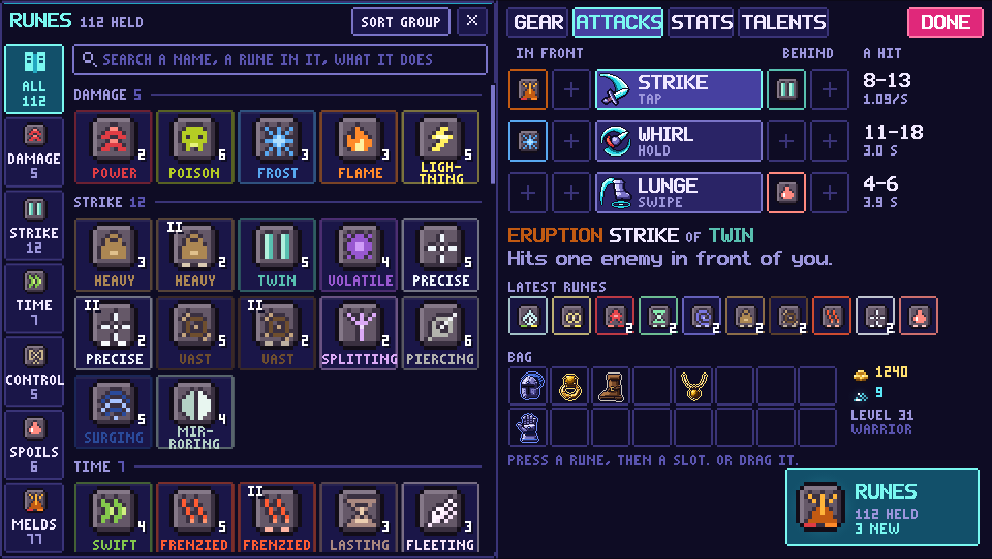 RUNES 112 HELD
SORT GROUP
×
ALL
112
SEARCH A NAME, A RUNE IN IT, WHAT IT DOES
DAMAGE 5
2
POWER
6
POISON
3
FROST
3
FLAME
5
LIGH-
TNING
DAMAGE
5
STRIKE
12
TIME
7
CONTROL
5
SPOILS
6
MELDS
77
STRIKE 12
3
HEAVY
II
2
HEAVY
5
TWIN
4
VOLATILE
5
PRECISE
II
2
PRECISE
5
VAST
II
2
VAST
2
SPLITTING
6
PIERCING
5
SURGING
4
MIR-
RORING
TIME 7
4
SWIFT
5
FRENZIED
II
2
FRENZIED
3
LASTING
3
FLEETING
GEAR
ATTACKS
STATS
TALENTS
DONE
IN FRONT
BEHIND
A HIT
+
STRIKE
TAP
+
8-13
1.09/S
+
WHIRL
HOLD
+
+
11-18
3.0 S
+
+
LUNGE
SWIPE
+
4-6
3.9 S
ERUPTION STRIKE OF TWIN
Hits one enemy in front of you.
LATEST RUNES
2
2
2
2
2
2
BAG
1240
9
LEVEL 31
WARRIOR
PRESS A RUNE, THEN A SLOT. OR DRAG IT.
RUNES
112 HELD
3 NEW